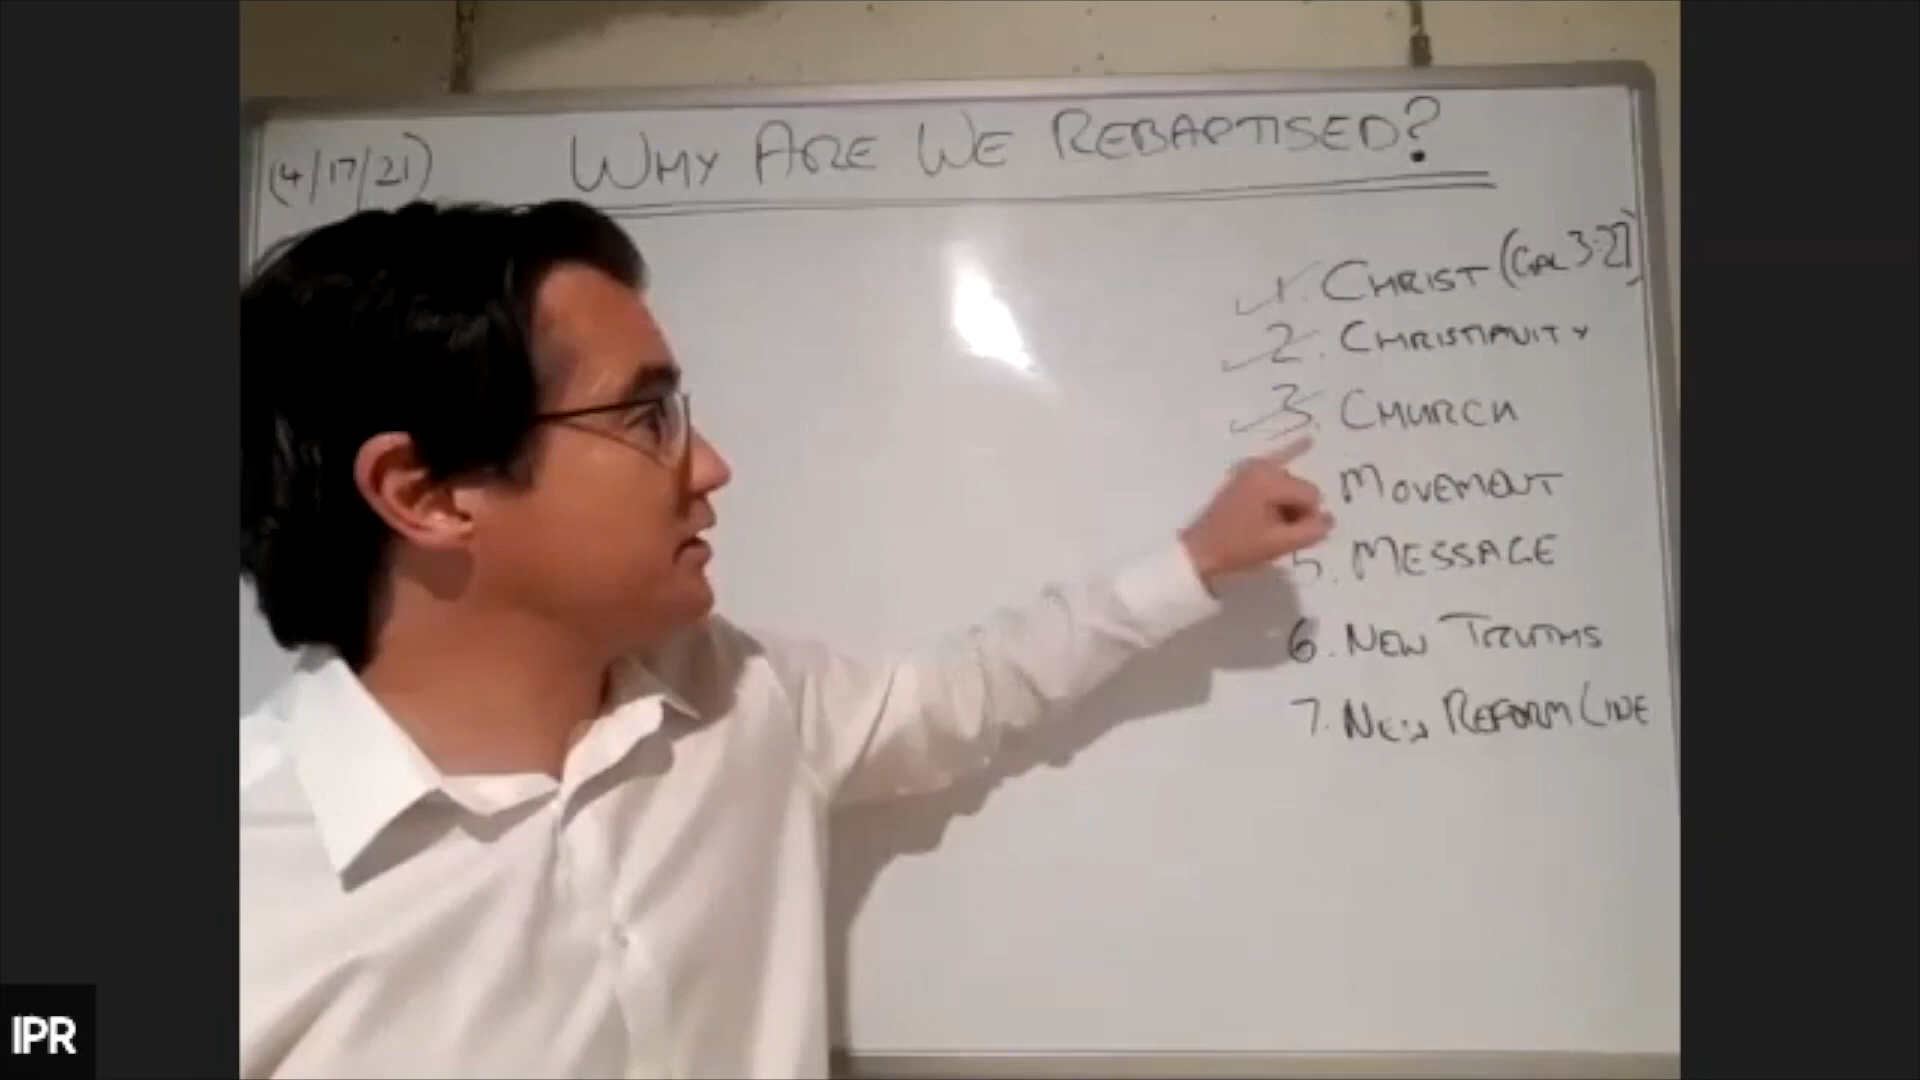 (4/17/21) WHY ARE WE REBAPTISED?
1. CHRIST (GAL 3:27)
2. CHRISTIANITY
3. CHURCH
MOVEMENT
5. MESSAGE
6. NEW TRUTHS
7. NEW REFORM LINE
IPR